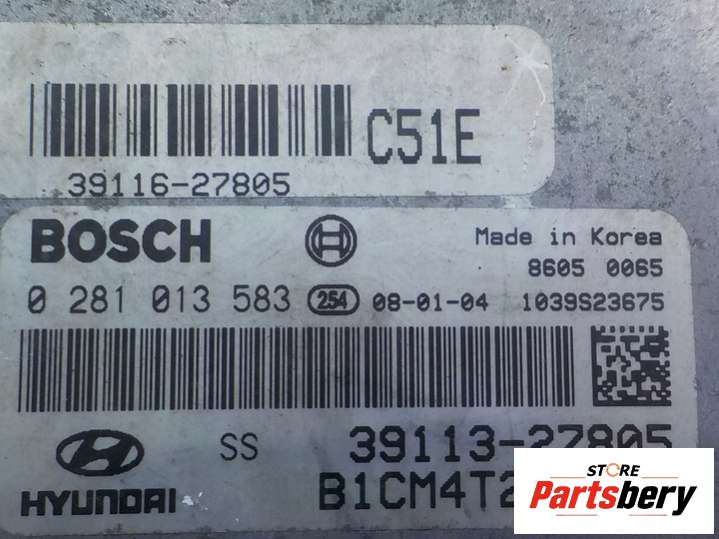 C51E
39116-27805
BOSCH
Made in Korea
8605 0065
0 281 013 583 254 08-01-04 1039S23675
SS 39113-27805
HYUNDAI
STORE
Partsbery